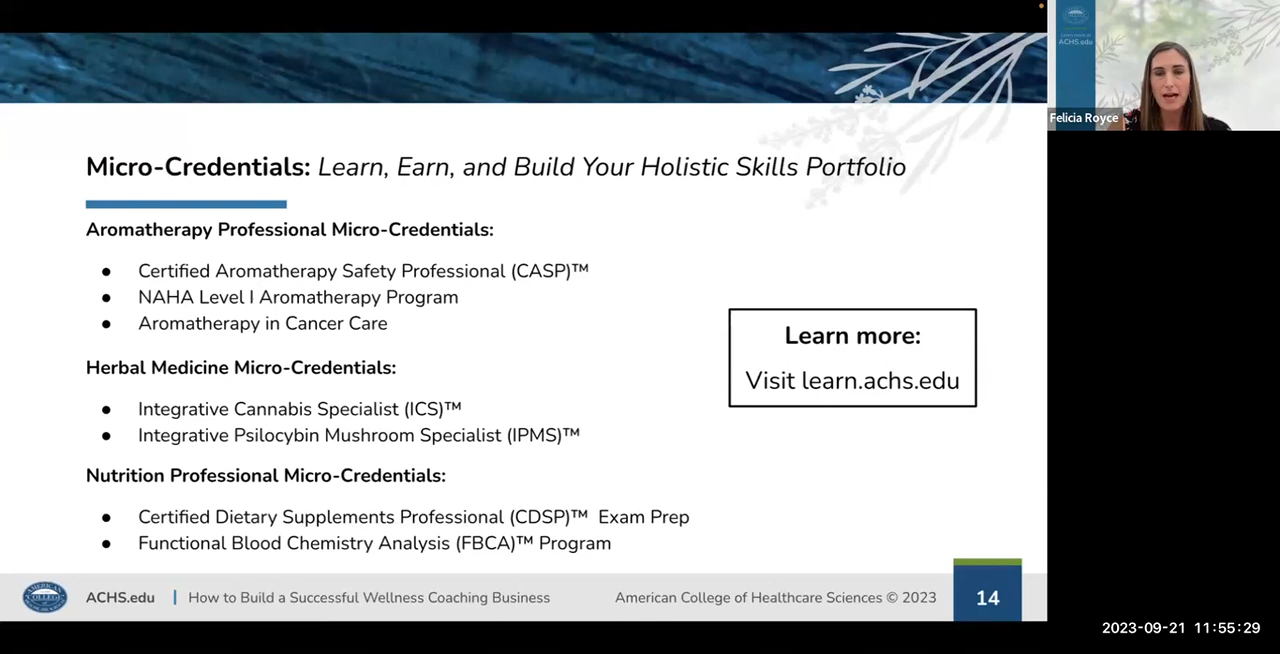 Micro-Credentials: Learn, Earn, and Build Your Holistic Skills Portfolio
Aromatherapy Professional Micro-Credentials:
● Certified Aromatherapy Safety Professional (CASP)™
● NAHA Level I Aromatherapy Program
● Aromatherapy in Cancer Care
Herbal Medicine Micro-Credentials:
● Integrative Cannabis Specialist (ICS)™
● Integrative Psilocybin Mushroom Specialist (IPMS)™
Nutrition Professional Micro-Credentials:
● Certified Dietary Supplements Professional (CDSP)™ Exam Prep
● Functional Blood Chemistry Analysis (FBCA)™ Program
Learn more:
Visit learn.achs.edu
ACHS.edu | How to Build a Successful Wellness Coaching Business
American College of Healthcare Sciences © 2023
14
ACHS.edu
Felicia Royce
2023-09-21 11:55:29